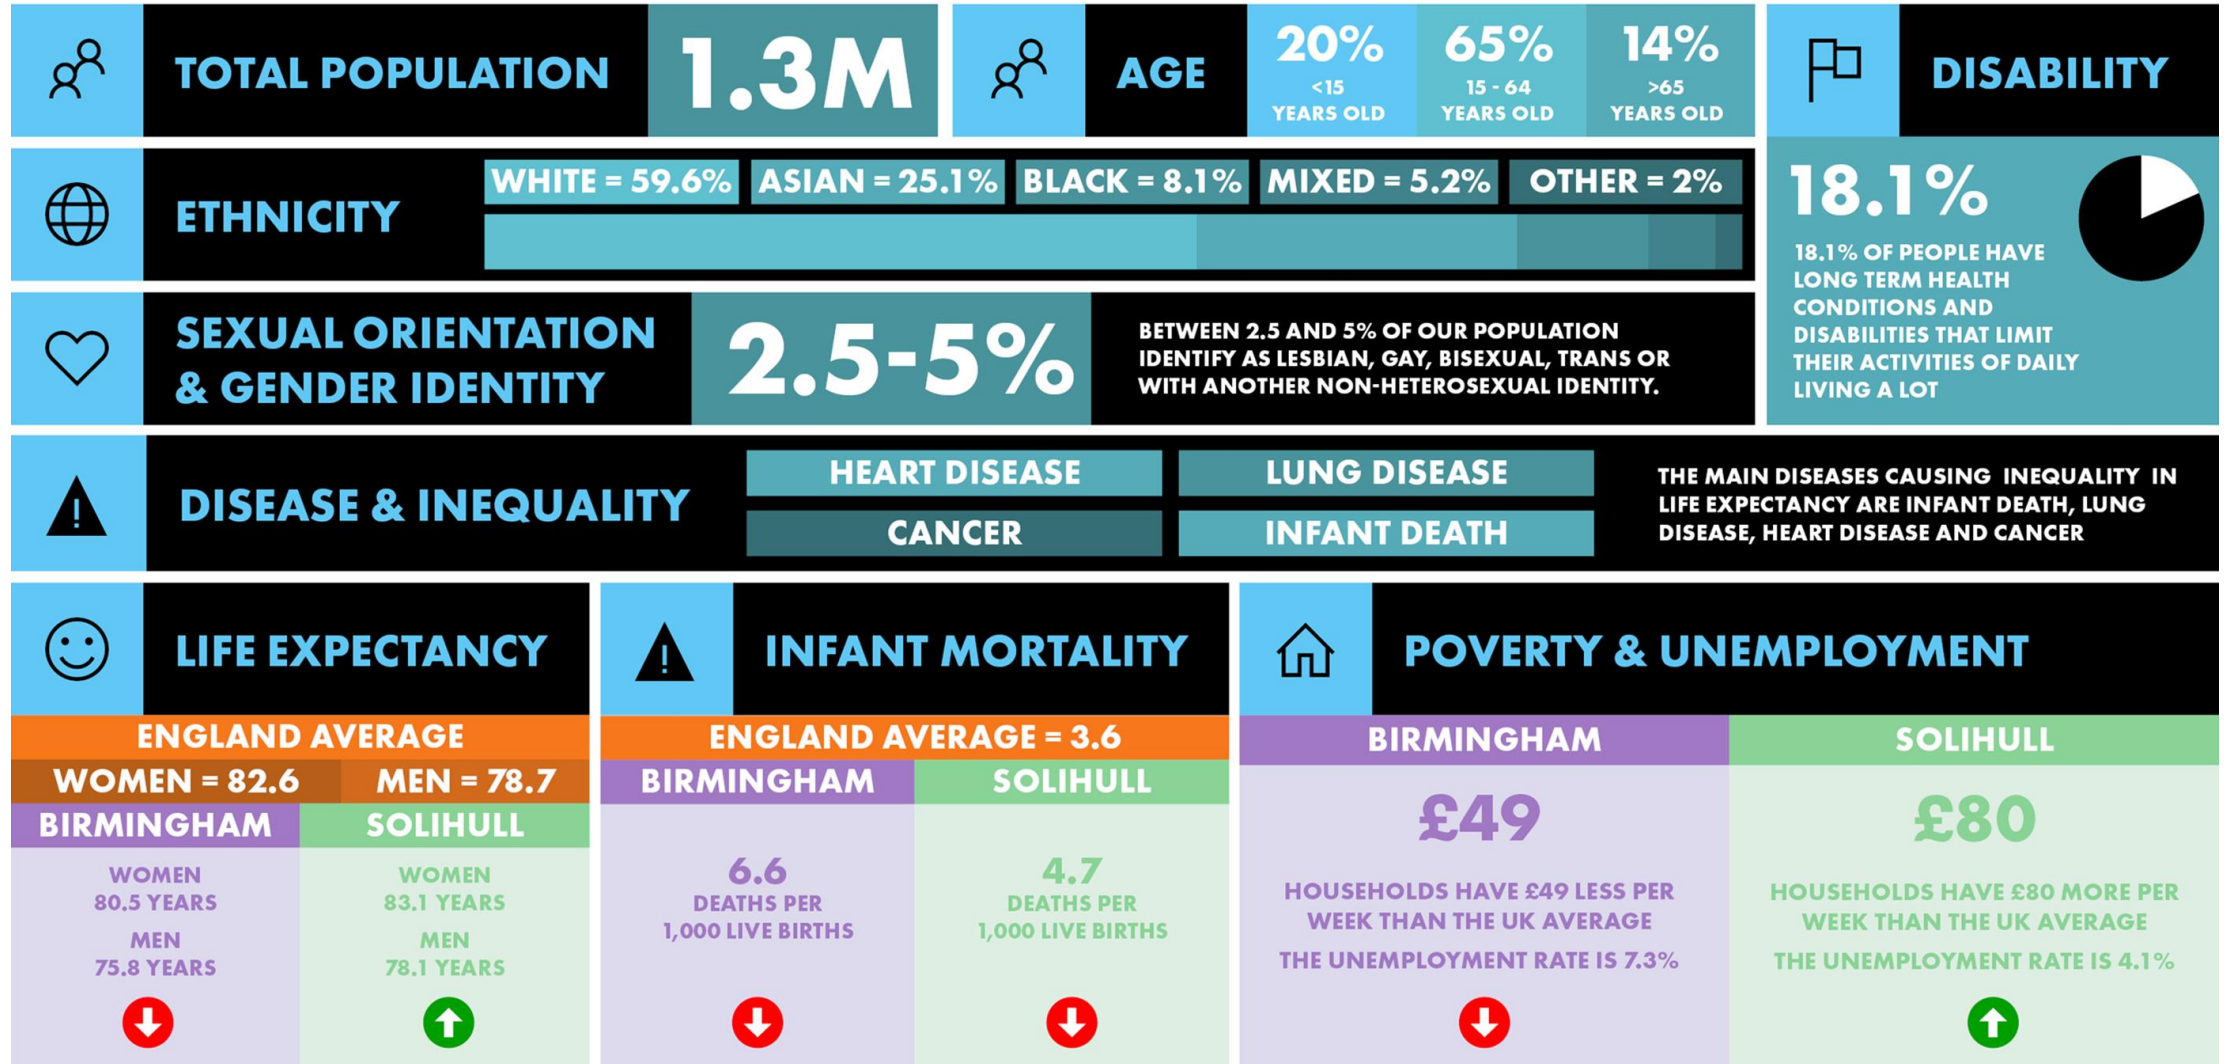 TOTAL POPULATION
1.3M
AGE
20%
<15
YEARS OLD
65%
15 - 64
YEARS OLD
14%
>65
YEARS OLD
DISABILITY
18.1%
18.1% OF PEOPLE HAVE
LONG TERM HEALTH
CONDITIONS AND
DISABILITIES THAT LIMIT
THEIR ACTIVITIES OF DAILY
LIVING A LOT
ETHNICITY
WHITE = 59.6%
ASIAN = 25.1%
BLACK = 8.1%
MIXED = 5.2%
OTHER = 2%
SEXUAL ORIENTATION
& GENDER IDENTITY
2.5-5%
BETWEEN 2.5 AND 5% OF OUR POPULATION
IDENTIFY AS LESBIAN, GAY, BISEXUAL, TRANS OR
WITH ANOTHER NON-HETEROSEXUAL IDENTITY.
DISEASE & INEQUALITY
HEART DISEASE
LUNG DISEASE
CANCER
INFANT DEATH
THE MAIN DISEASES CAUSING INEQUALITY IN
LIFE EXPECTANCY ARE INFANT DEATH, LUNG
DISEASE, HEART DISEASE AND CANCER
LIFE EXPECTANCY
ENGLAND AVERAGE
WOMEN = 82.6
MEN = 78.7
BIRMINGHAM
WOMEN
80.5 YEARS
MEN
75.8 YEARS
SOLIHULL
WOMEN
83.1 YEARS
MEN
78.1 YEARS
INFANT MORTALITY
ENGLAND AVERAGE = 3.6
BIRMINGHAM
6.6
DEATHS PER
1,000 LIVE BIRTHS
SOLIHULL
4.7
DEATHS PER
1,000 LIVE BIRTHS
POVERTY & UNEMPLOYMENT
BIRMINGHAM
£49
HOUSEHOLDS HAVE £49 LESS PER
WEEK THAN THE UK AVERAGE
THE UNEMPLOYMENT RATE IS 7.3%
SOLIHULL
£80
HOUSEHOLDS HAVE £80 MORE PER
WEEK THAN THE UK AVERAGE
THE UNEMPLOYMENT RATE IS 4.1%